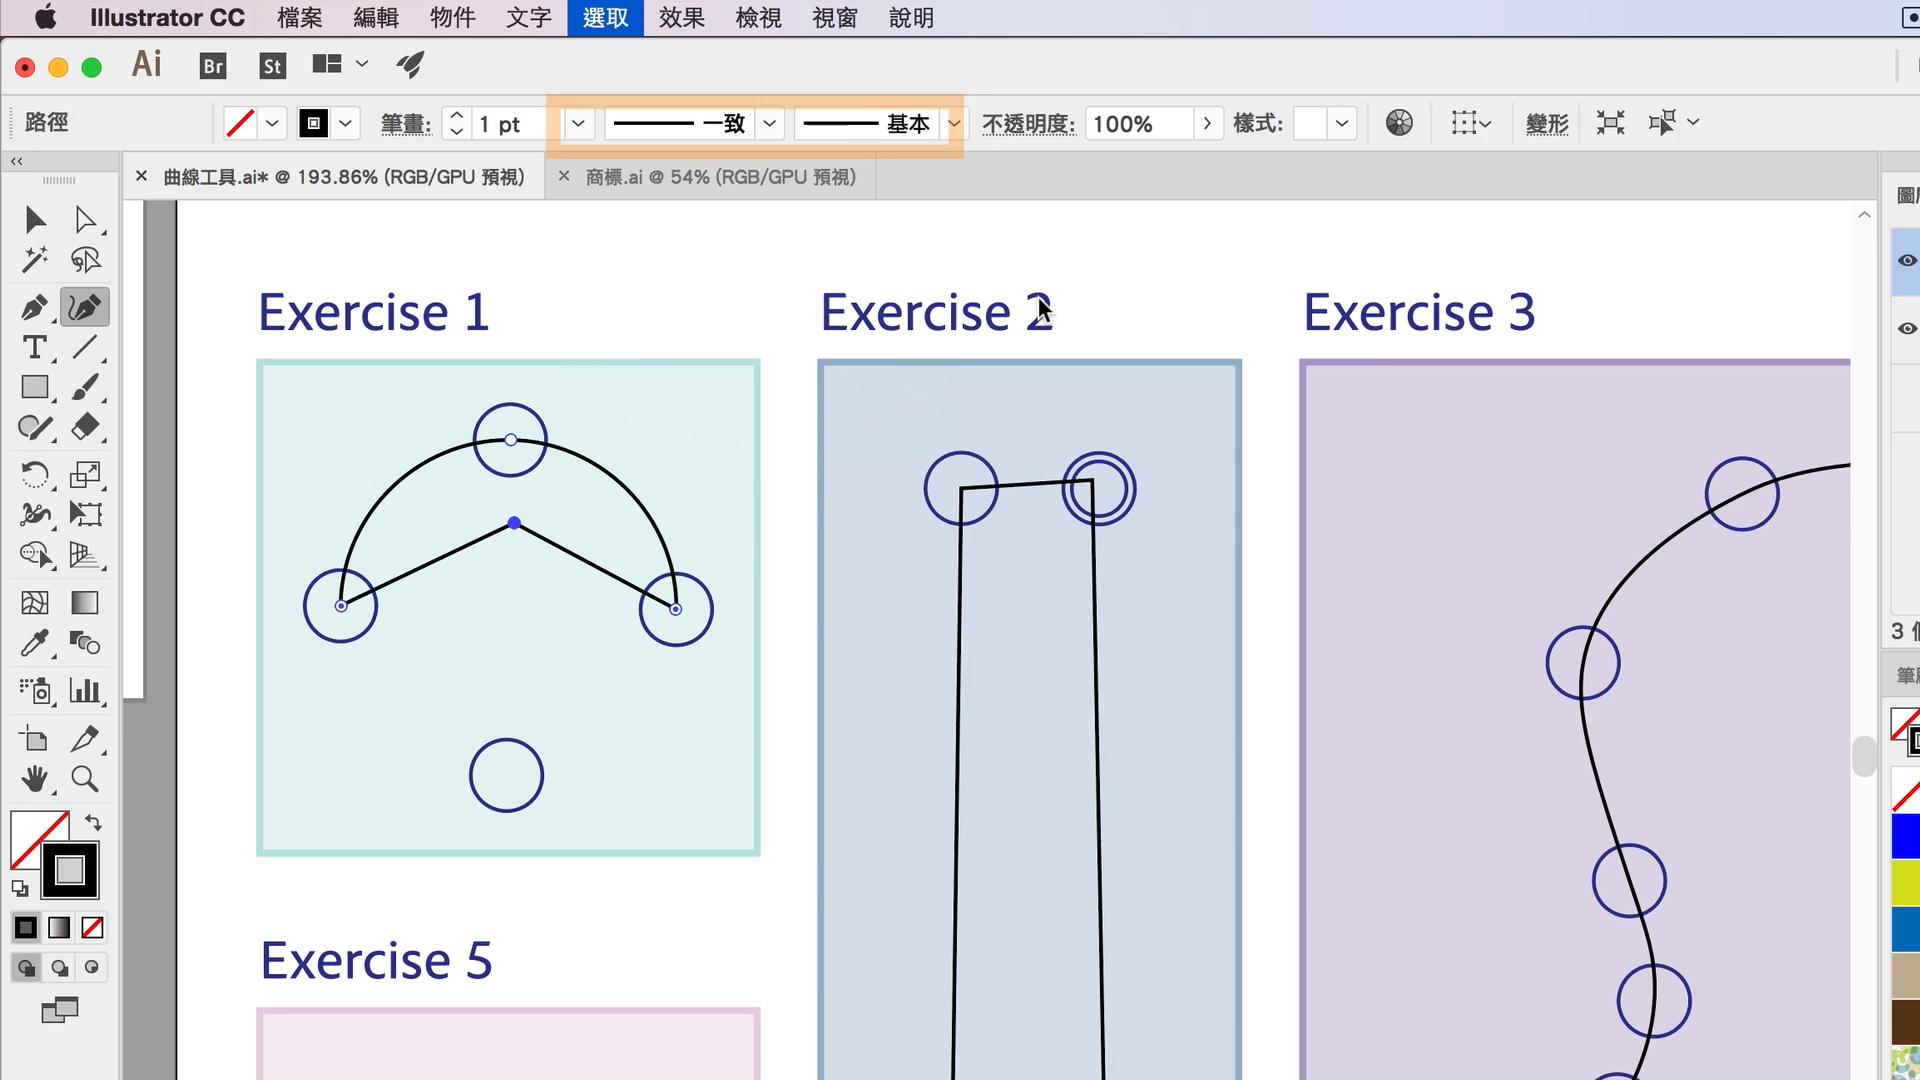 Illustrator CC 檔案 編輯 物件 文字 選取 效果 檢視 視窗 說明
Ai Br St
路徑 筆畫: 1 pt 一致 基本 不透明度: 100% 樣式: 變形
曲線工具.ai* @ 193.86% (RGB/GPU 預視) 商標.ai @ 54% (RGB/GPU 預視)
Exercise 1 Exercise 2 Exercise 3
3
Exercise 5